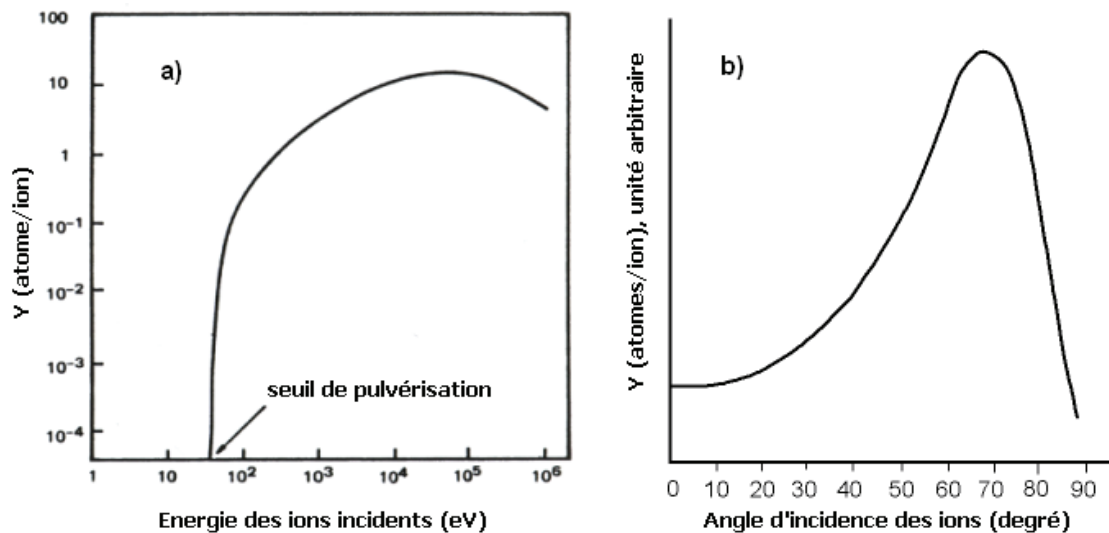 a)
Y (atome/ion)
100
10
1
10⁻¹
10⁻²
10⁻³
10⁻⁴
seuil de pulvérisation
1 10 10² 10³ 10⁴ 10⁵ 10⁶
Energie des ions incidents (eV)
b)
Y (atomes/ion), unité arbitraire
0 10 20 30 40 50 60 70 80 90
Angle d'incidence des ions (degré)